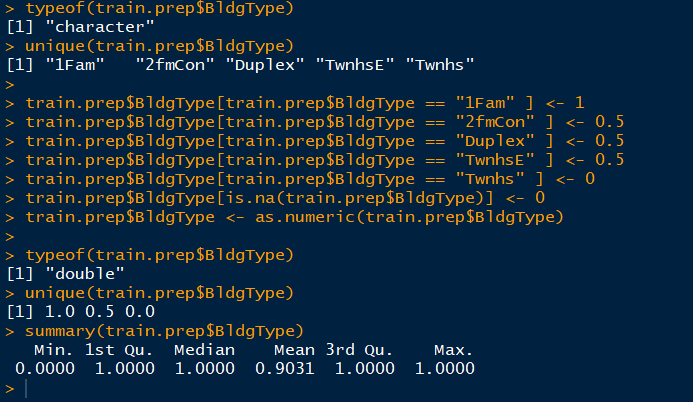 > typeof(train.prep$BldgType)
[1] "character"
> unique(train.prep$BldgType)
[1] "1Fam"   "2fmCon" "Duplex" "TwnhsE" "Twnhs"
>
> train.prep$BldgType[train.prep$BldgType == "1Fam" ] <- 1
> train.prep$BldgType[train.prep$BldgType == "2fmCon" ] <- 0.5
> train.prep$BldgType[train.prep$BldgType == "Duplex" ] <- 0.5
> train.prep$BldgType[train.prep$BldgType == "TwnhsE" ] <- 0.5
> train.prep$BldgType[train.prep$BldgType == "Twnhs" ] <- 0
> train.prep$BldgType[is.na(train.prep$BldgType)] <- 0
> train.prep$BldgType <- as.numeric(train.prep$BldgType)
>
> typeof(train.prep$BldgType)
[1] "double"
> unique(train.prep$BldgType)
[1] 1.0 0.5 0.0
> summary(train.prep$BldgType)
   Min. 1st Qu.  Median    Mean 3rd Qu.    Max.
 0.0000  1.0000  1.0000  0.9031  1.0000  1.0000
>